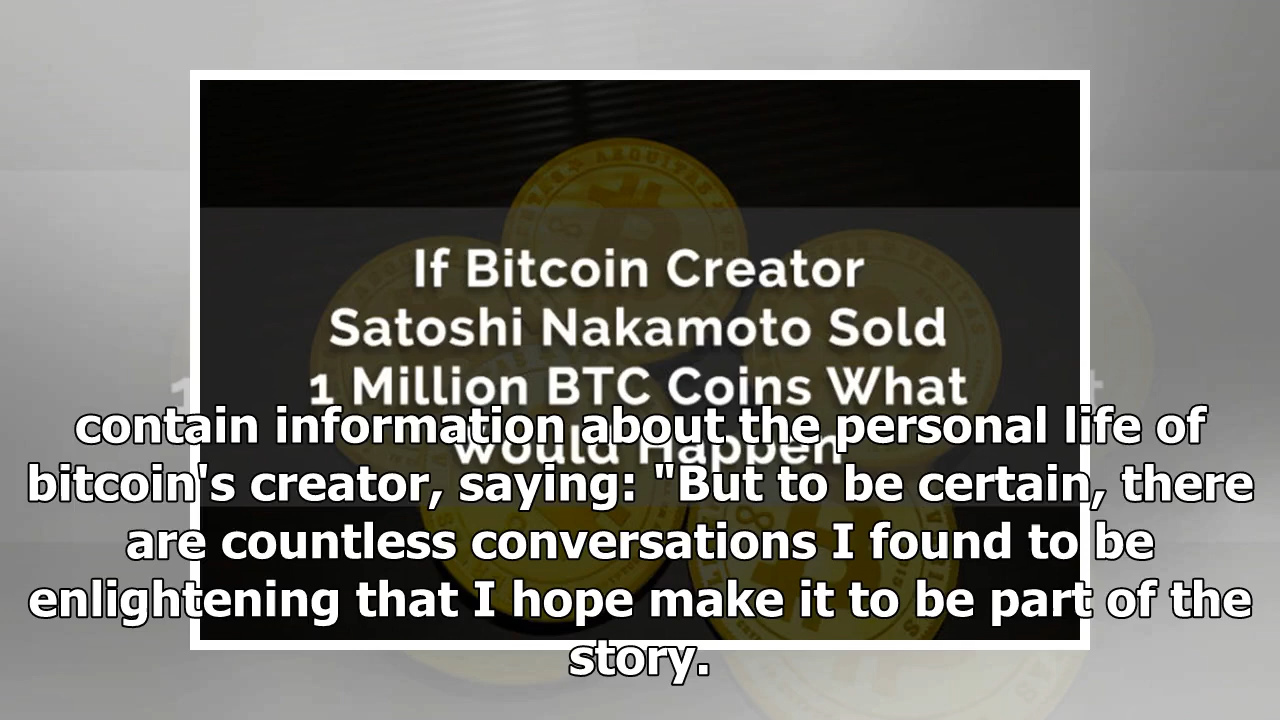 If Bitcoin Creator
Satoshi Nakamoto Sold
1 Million BTC Coins What
would Happen
contain information about the personal life of
bitcoin's creator, saying: "But to be certain, there
are countless conversations I found to be
enlightening that I hope make it to be part of the
story.